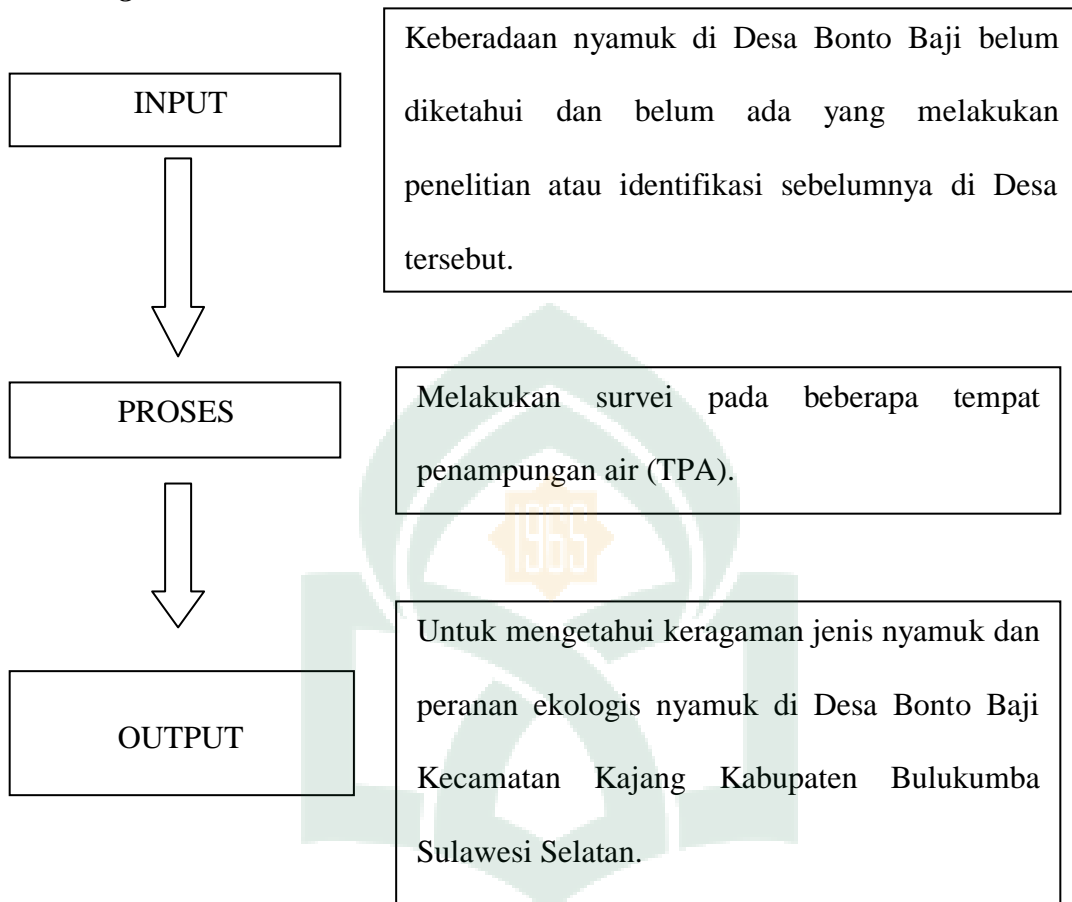 INPUT
Keberadaan nyamuk di Desa Bonto Baji belum
diketahui dan belum ada yang melakukan
penelitian atau identifikasi sebelumnya di Desa
tersebut.
PROSES
Melakukan survei pada beberapa tempat
penampungan air (TPA).
1965
OUTPUT
Untuk mengetahui keragaman jenis nyamuk dan
peranan ekologis nyamuk di Desa Bonto Baji
Kecamatan Kajang Kabupaten Bulukumba
Sulawesi Selatan.